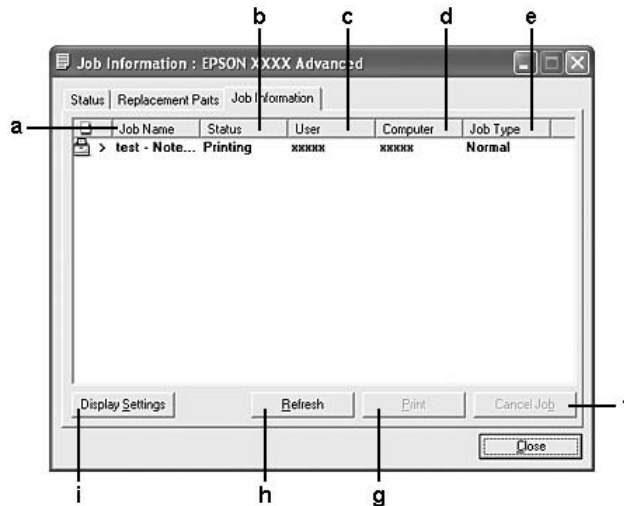 b c d e
Job Information : EPSON XXXX Advanced
Status Replacement Parts Job Information
a Job Name Status User Computer Job Type
> test - Note... Printing xxxxx xxxxx Normal
Display Settings Refresh Print Cancel Job
Close
i h g